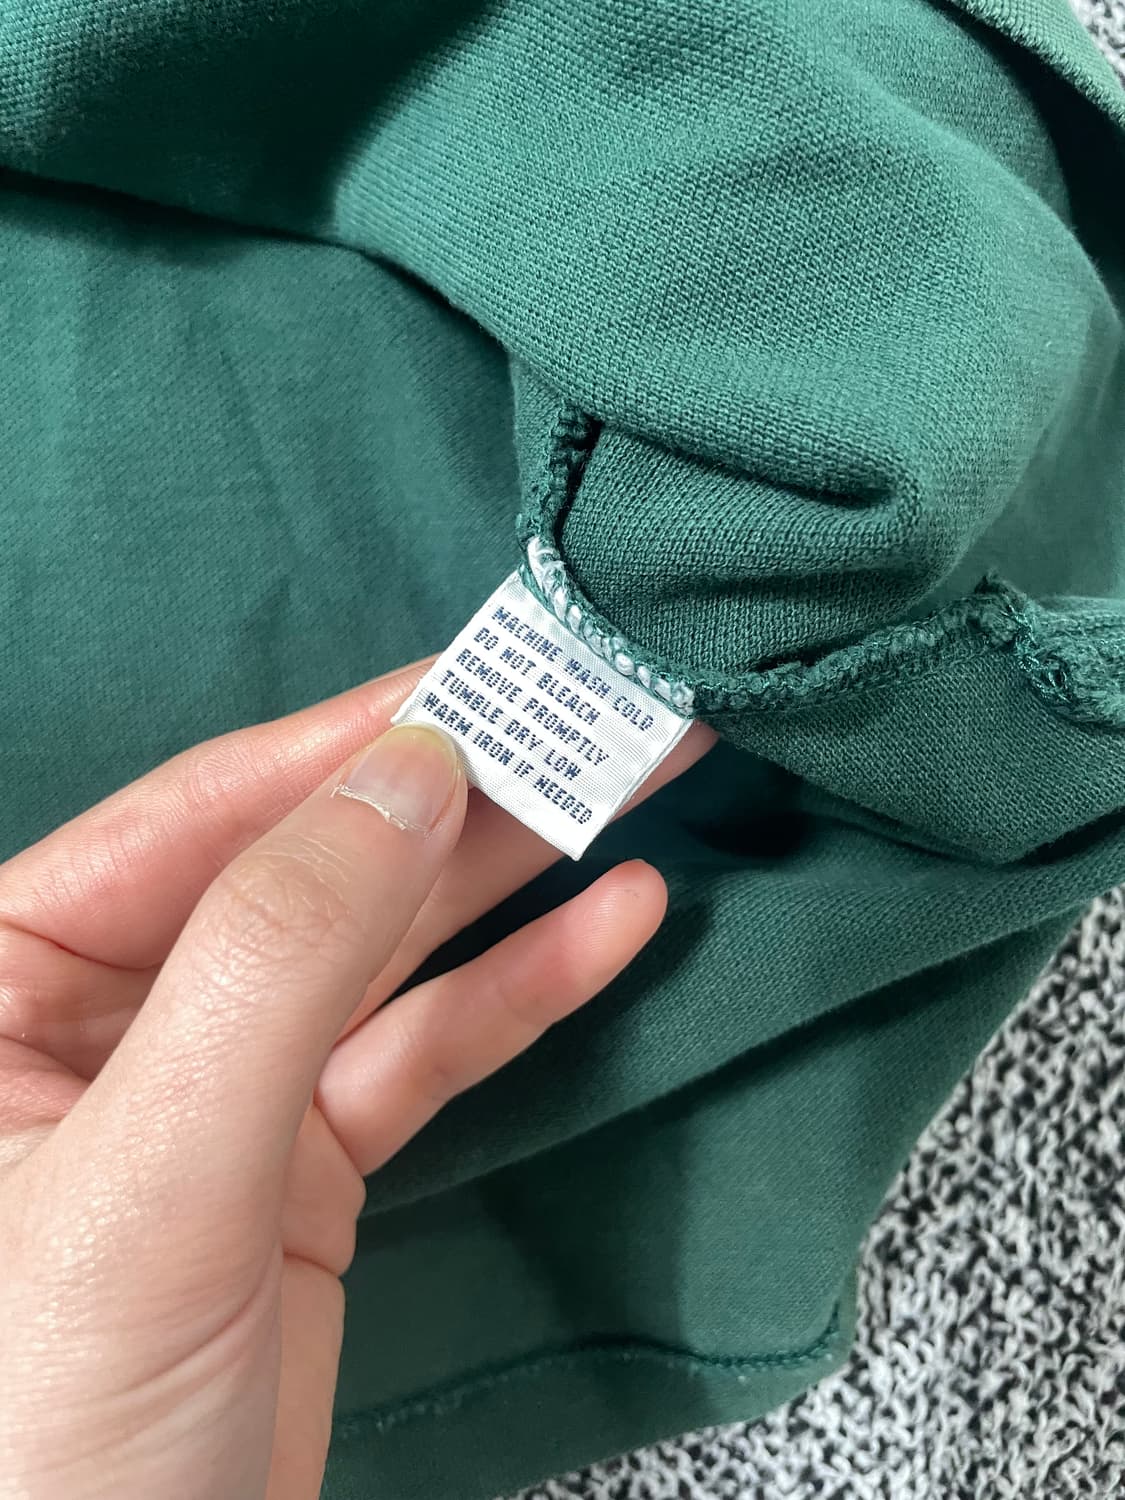 MACHINE WASH COLD
DO NOT BLEACH
REMOVE PROMPTLY
TUMBLE DRY LOW
WARM IRON IF NEEDED